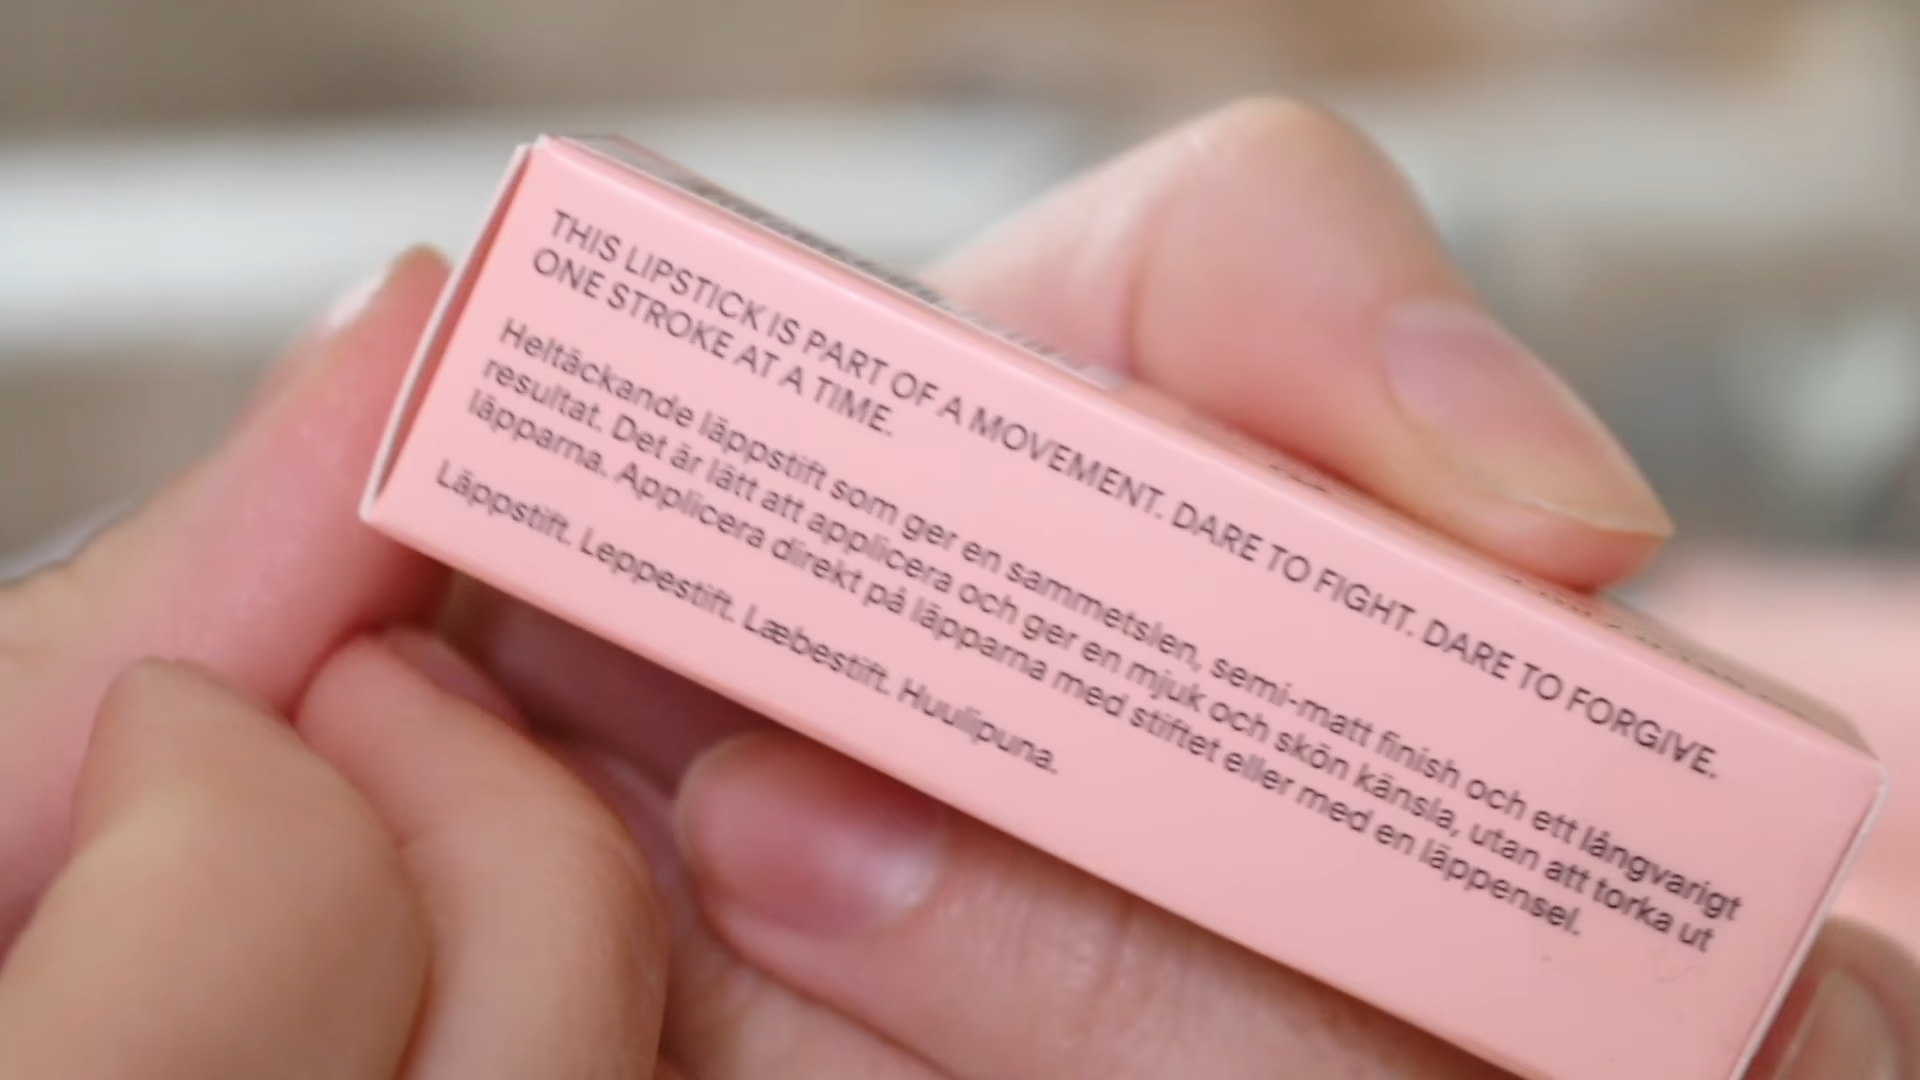 THIS LIPSTICK IS PART OF A MOVEMENT. DARE TO FIGHT. DARE TO FORGIVE.
ONE STROKE AT A TIME.
Heltäckande läppstift som ger en sammetslen, semi-matt finish och ett långvarigt
resultat. Det är lätt att applicera och ger en mjuk och skön känsla, utan att torka ut
läpparna. Applicera direkt på läpparna med stiftet eller med en läppensel.
Läppstift. Leppestift. Læbestift. Huulipuna.